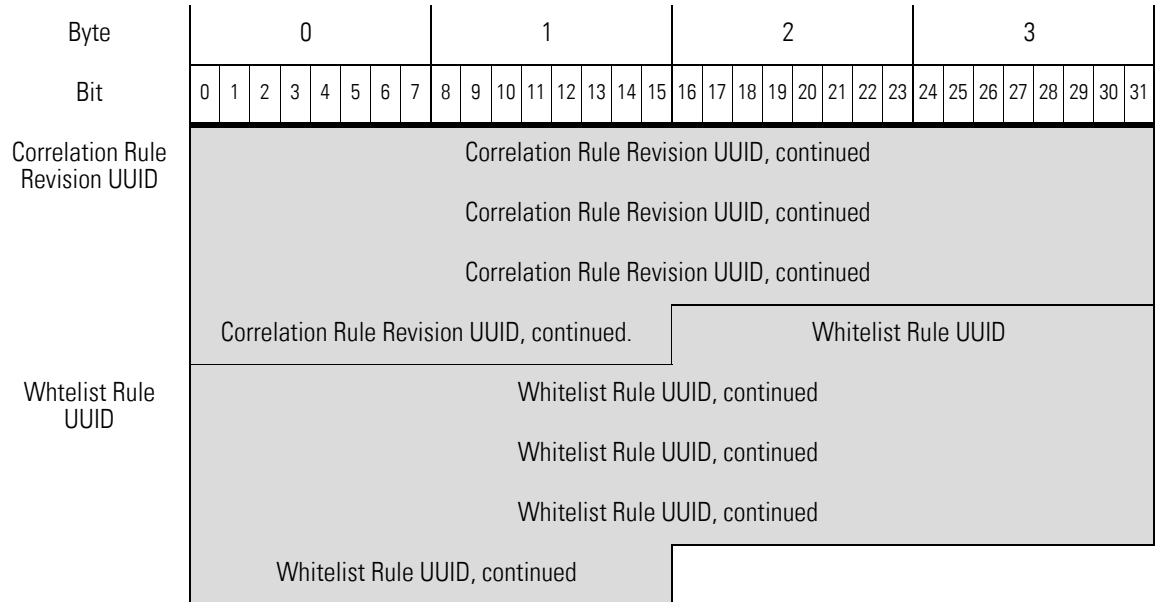 Byte 0 1 2 3
Bit 0 1 2 3 4 5 6 7 8 9 10 11 12 13 14 15 16 17 18 19 20 21 22 23 24 25 26 27 28 29 30 31
Correlation Rule
Revision UUID
Correlation Rule Revision UUID, continued
Correlation Rule Revision UUID, continued
Correlation Rule Revision UUID, continued
Correlation Rule Revision UUID, continued. Whitelist Rule UUID
Whtelist Rule
UUID
Whitelist Rule UUID, continued
Whitelist Rule UUID, continued
Whitelist Rule UUID, continued
Whitelist Rule UUID, continued